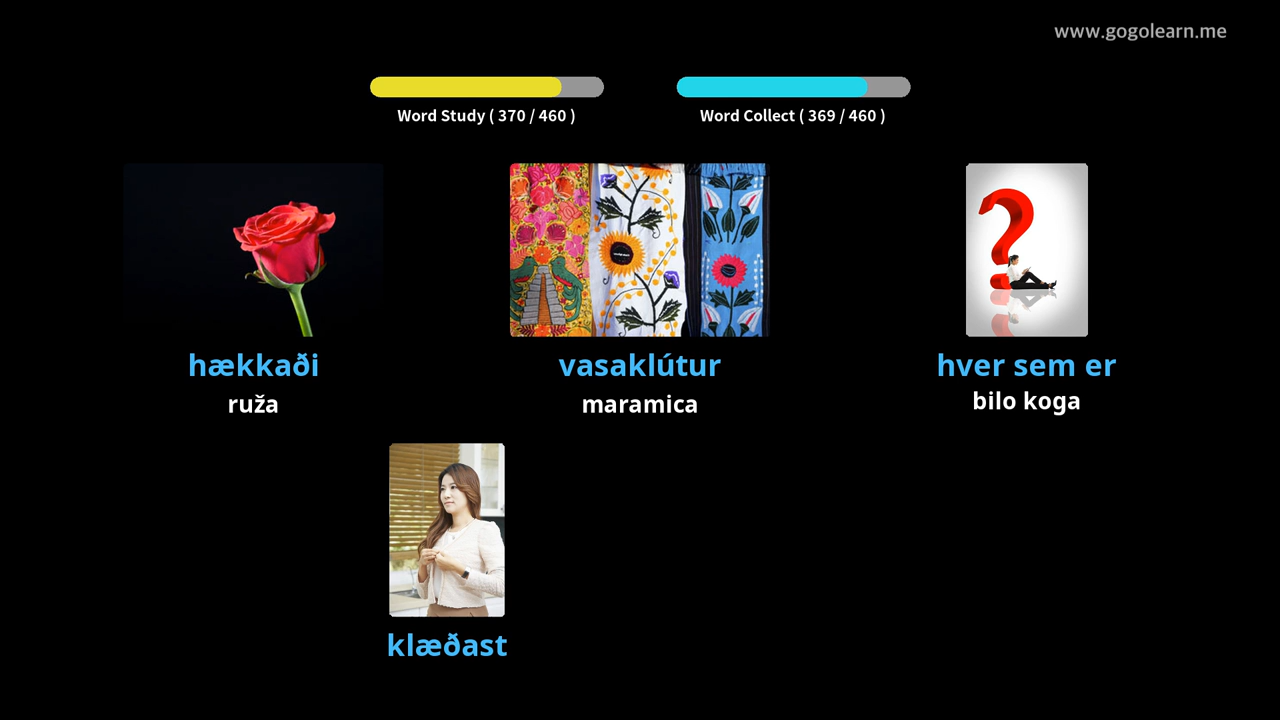 www.gogolearn.me
Word Study ( 370 / 460 )
Word Collect ( 369 / 460 )
hækkaði
vasaklútur
hver sem er
ruža
maramica
bilo koga
klæðast